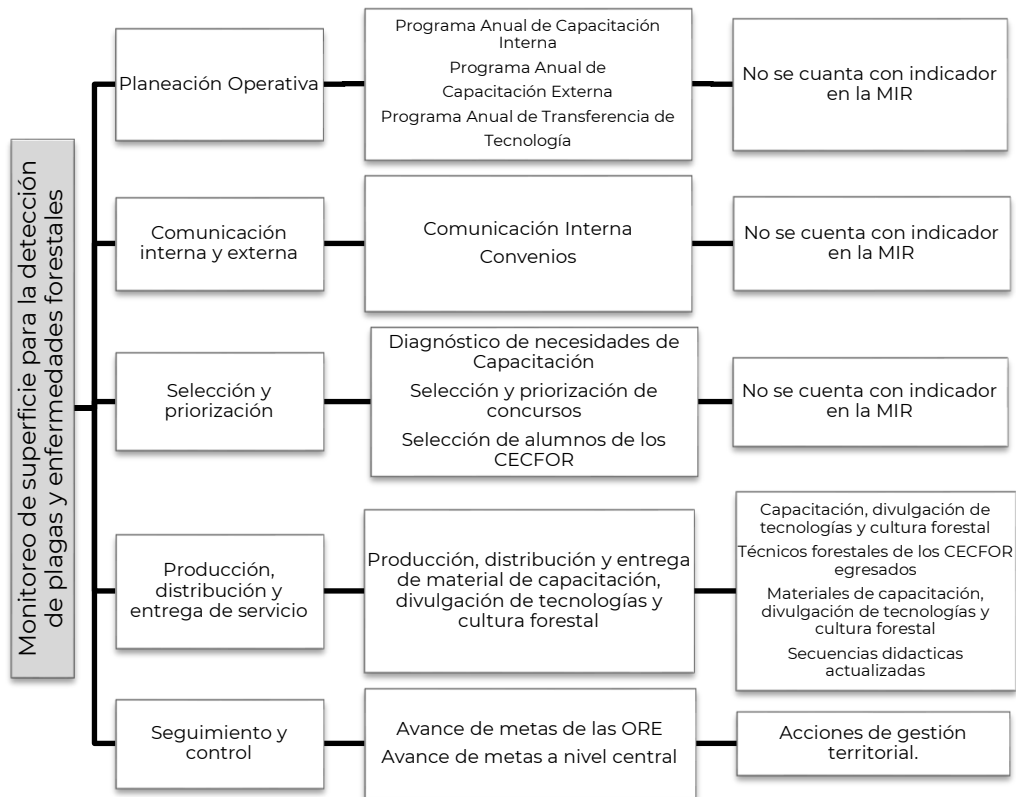 Monitoreo de superficie para la detección
de plagas y enfermedades forestales
Planeación Operativa
Programa Anual de Capacitación
Interna
Programa Anual de
Capacitación Externa
Programa Anual de Transferencia de
Tecnología
No se cuanta con indicador
en la MIR
Comunicación
interna y externa
Comunicación Interna
Convenios
No se cuenta con indicador
en la MIR
Selección y
priorización
Diagnóstico de necesidades de
Capacitación
Selección y priorización de
concursos
Selección de alumnos de los
CECFOR
No se cuenta con indicador
en la MIR
Producción,
distribución y
entrega de servicio
Producción, distribución y entrega
de material de capacitación,
divulgación de tecnologías y
cultura forestal
Capacitación, divulgación de
tecnologías y cultura forestal
Técnicos forestales de los CECFOR
egresados
Materiales de capacitación,
divulgación de tecnologías y
cultura forestal
Secuencias didacticas
actualizadas
Seguimiento y
control
Avance de metas de las ORE
Avance de metas a nivel central
Acciones de gestión
territorial.